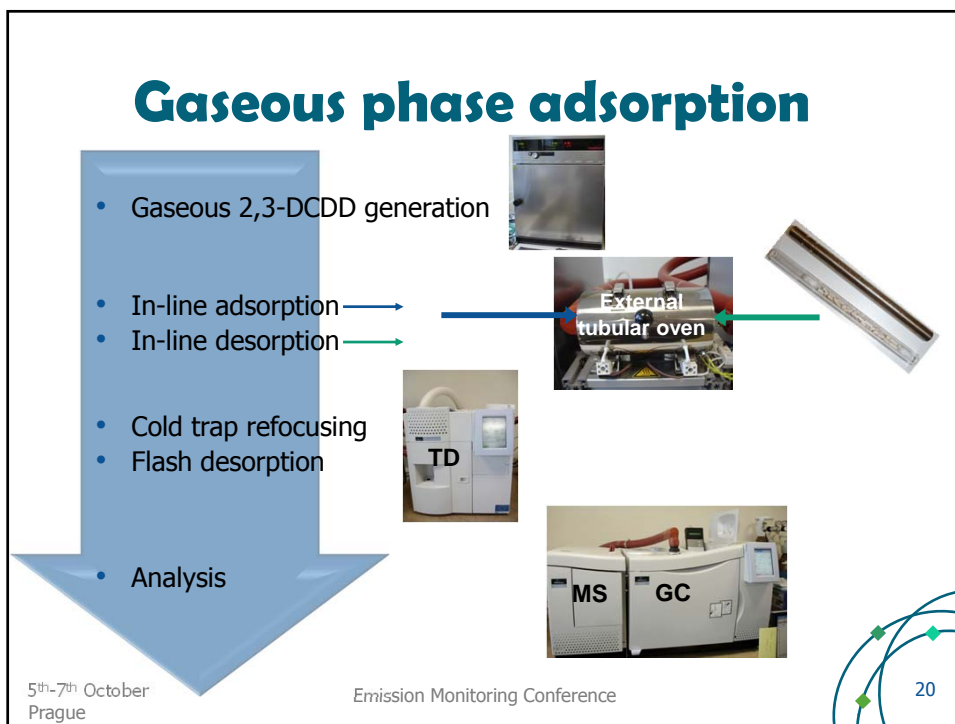 Gaseous phase adsorption
• Gaseous 2,3-DCDD generation
• In-line adsorption
• In-line desorption
External
tubular oven
• Cold trap refocusing
• Flash desorption
TD
• Analysis
MS GC
5th-7th October
Prague
Emission Monitoring Conference
20